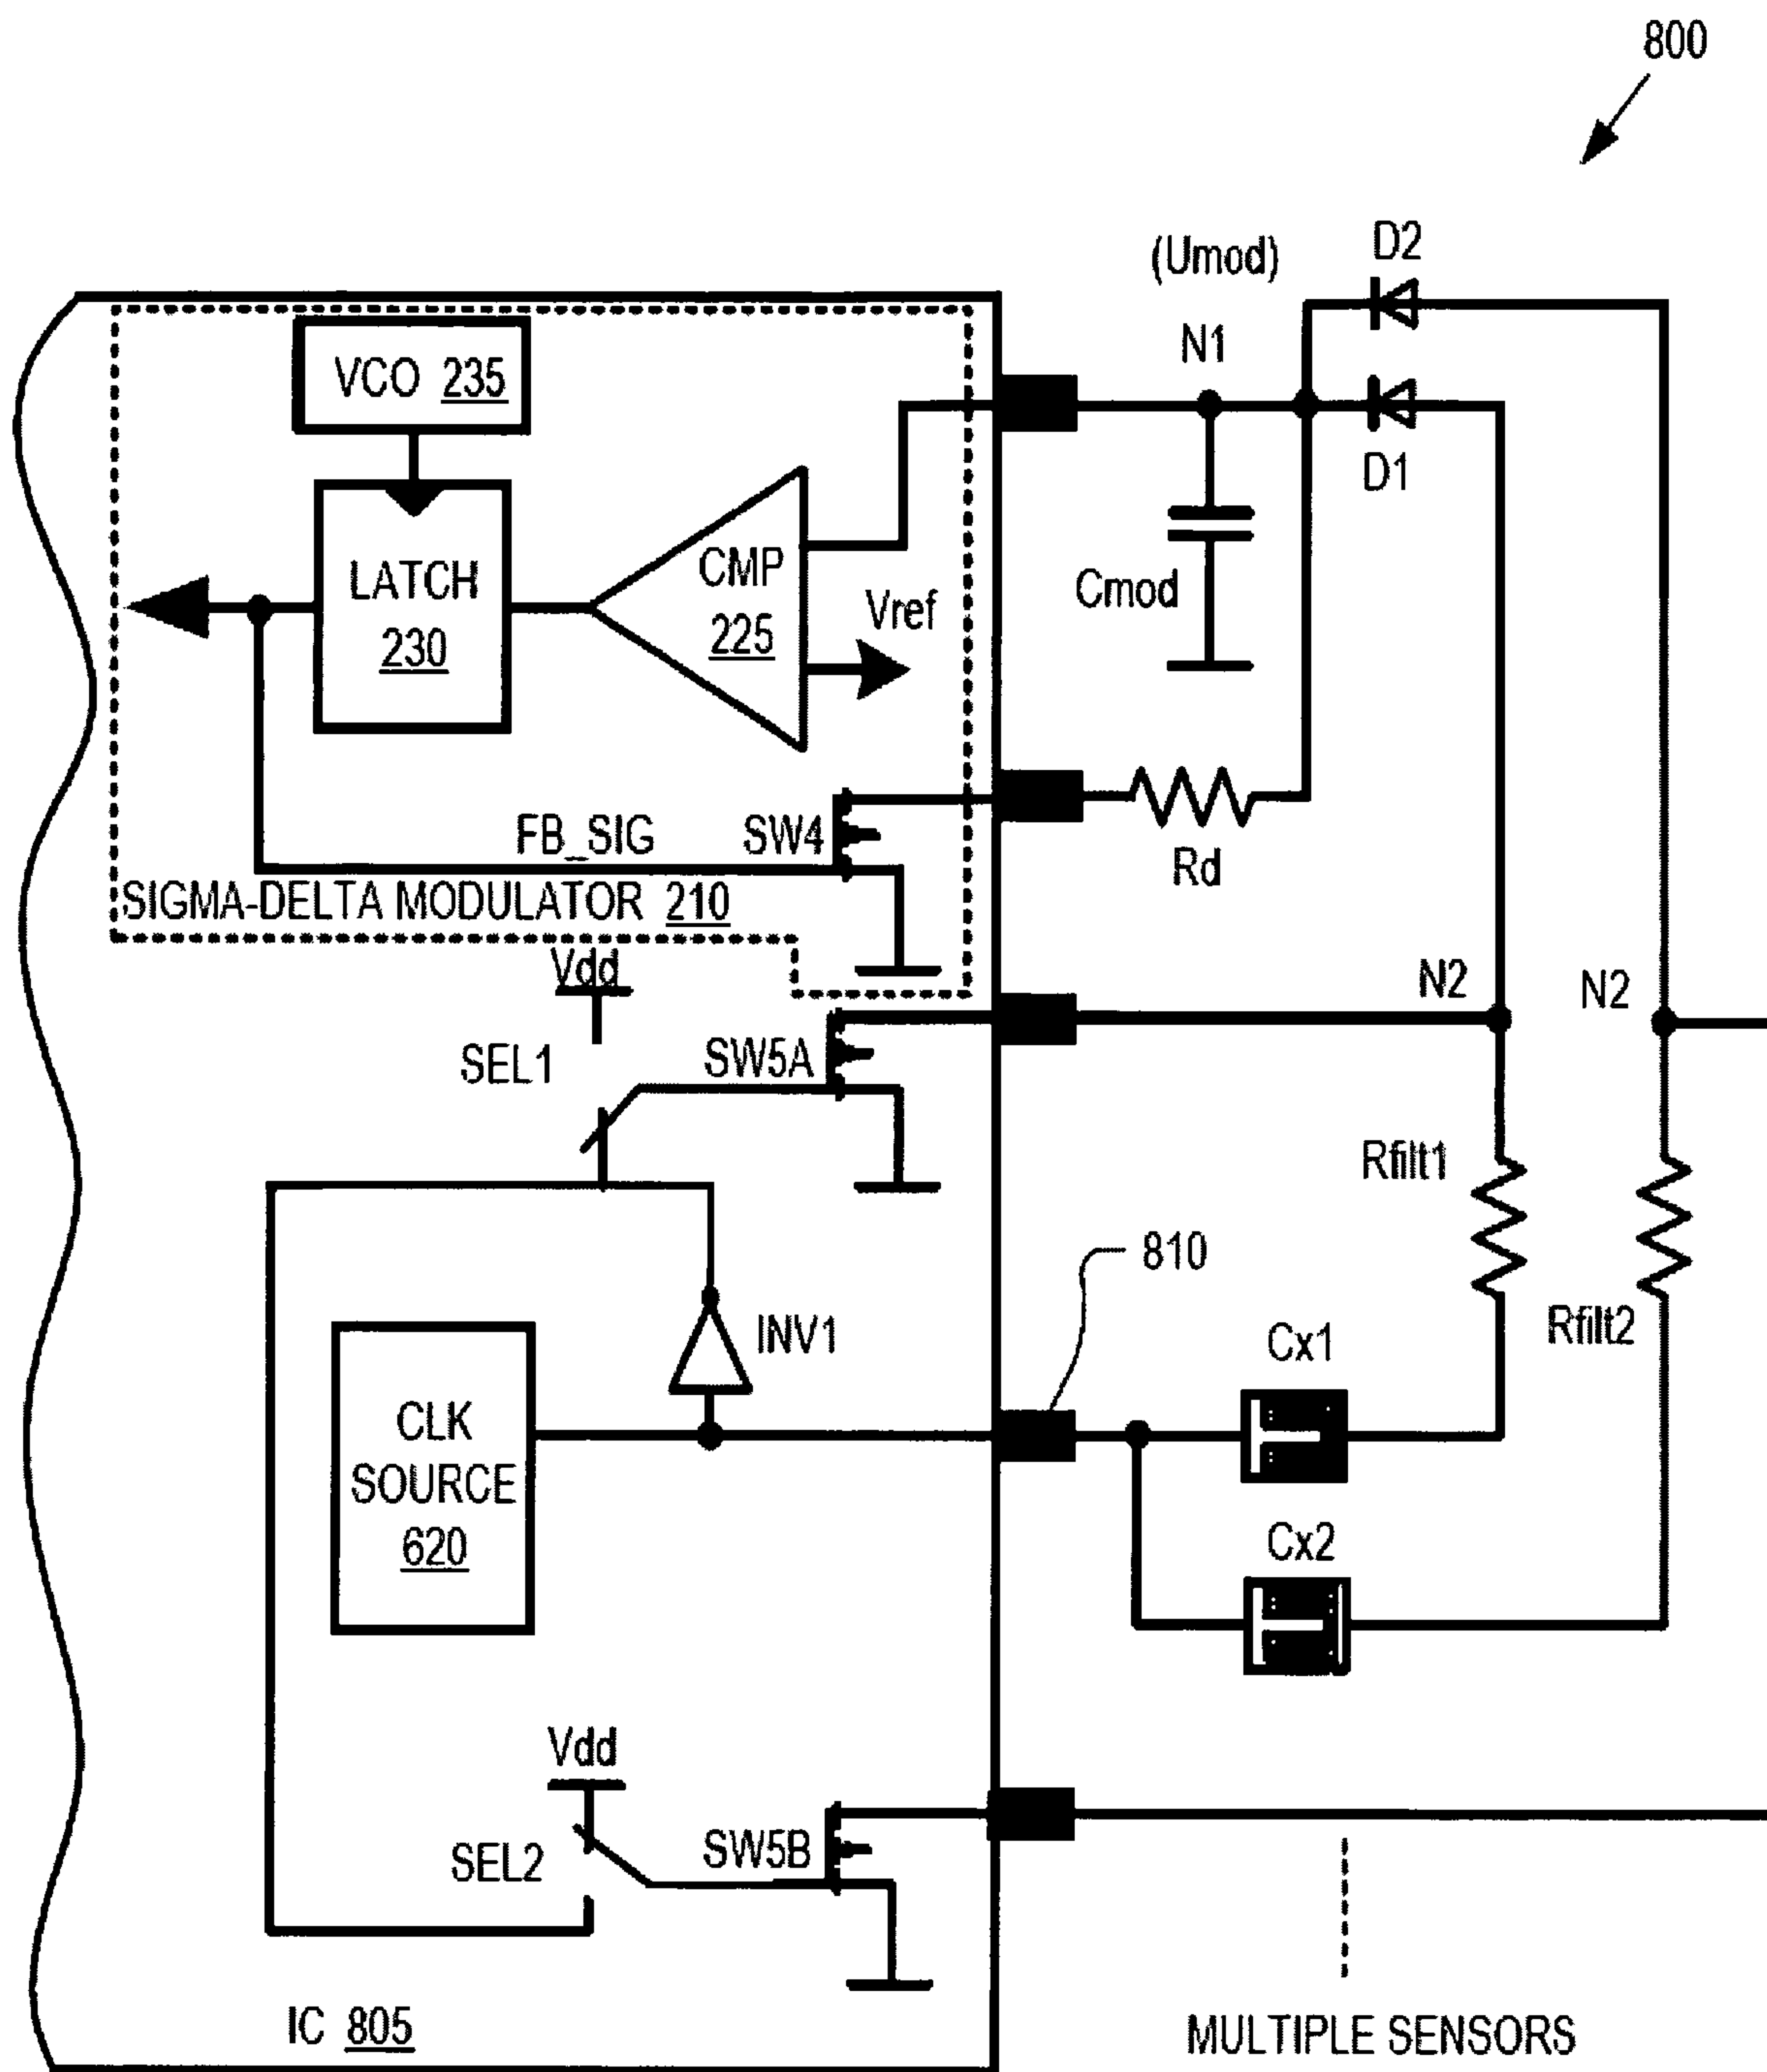 800
(Umod)
D2
N1
VCO 235
D1
LATCH
230
CMP
225
Vref
Cmod
FB_SIG
SW4
Rd
SIGMA-DELTA MODULATOR 210
Vdd
N2
N2
SEL1
SW5A
Rfilt1
810
INV1
Rfilt2
Cx1
CLK
SOURCE
620
Cx2
Vdd
SEL2
SW5B
IC 805
MULTIPLE SENSORS